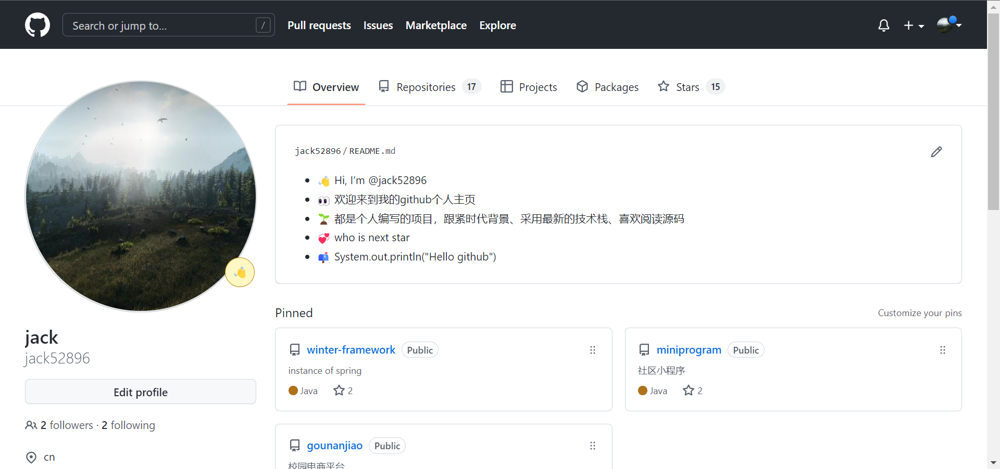 Search or jump to... / Pull requests Issues Marketplace Explore
Overview Repositories 17 Projects Packages Stars 15
jack52896/README.md
👋 Hi, I’m @jack52896
👀 欢迎来到我的github个人主页
🌱 都是个人编写的项目，跟紧时代背景、采用最新的技术栈、喜欢阅读源码
💞 who is next star
📫 System.out.println("Hello github")
jack
jack52896
Edit profile
2 followers · 2 following
cn
Pinned Customize your pins
winter-framework Public
instance of spring
Java 2
miniprogram Public
社区小程序
Java 2
gounanjiao Public
校园电商平台